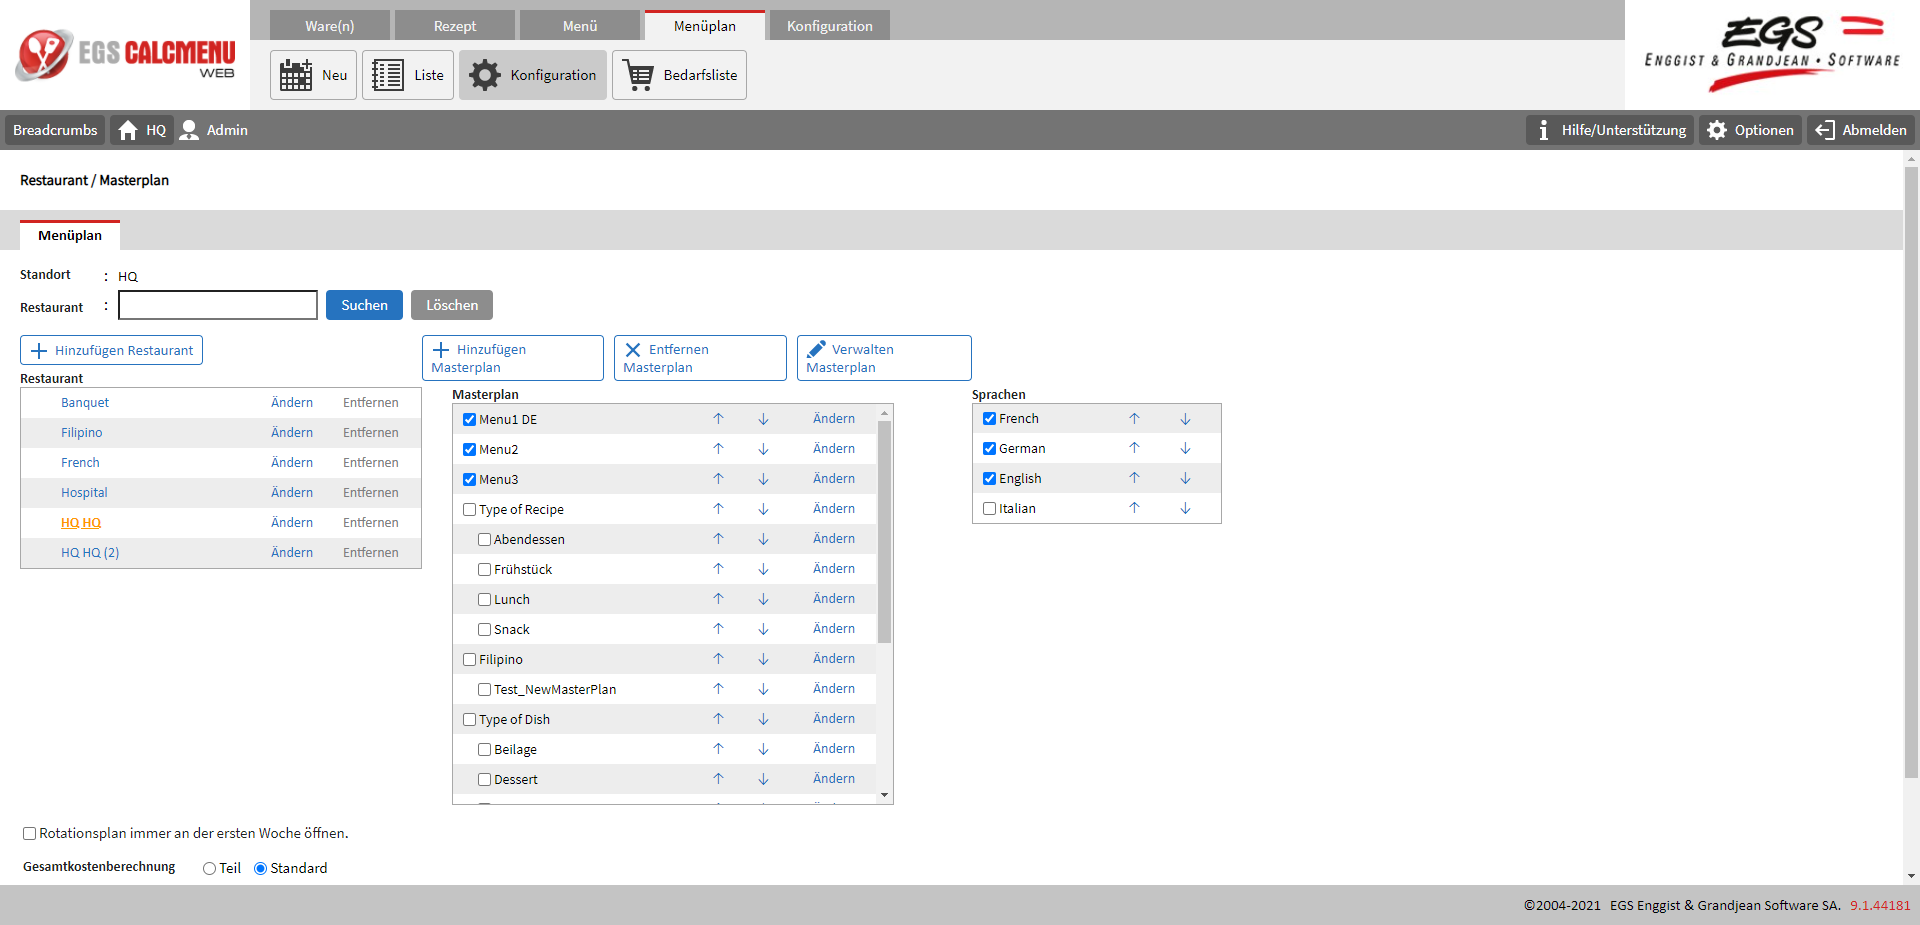 EGS CALCMENU
WEB
Ware(n) Rezept Menü Menüplan Konfiguration
Neu Liste Konfiguration Bedarfsliste
EGS
ENGGIST & GRANDJEAN • SOFTWARE
Breadcrumbs HQ Admin Hilfe/Unterstützung Optionen Abmelden
Restaurant / Masterplan
Menüplan
Standort : HQ
Restaurant : Suchen Löschen
Hinzufügen Restaurant
Hinzufügen Masterplan
Entfernen Masterplan
Verwalten Masterplan
Restaurant
Banquet Ändern Entfernen
Filipino Ändern Entfernen
French Ändern Entfernen
Hospital Ändern Entfernen
HQ HQ Ändern Entfernen
HQ HQ (2) Ändern Entfernen
Masterplan
Menu1 DE Ändern
Menu2 Ändern
Menu3 Ändern
Type of Recipe Ändern
Abendessen Ändern
Frühstück Ändern
Lunch Ändern
Snack Ändern
Filipino Ändern
Test_NewMasterPlan Ändern
Type of Dish Ändern
Beilage Ändern
Dessert Ändern
Sprachen
French
German
English
Italian
Rotationsplan immer an der ersten Woche öffnen.
Gesamtkostenberechnung Teil Standard
©2004-2021 EGS Enggist & Grandjean Software SA. 9.1.44181